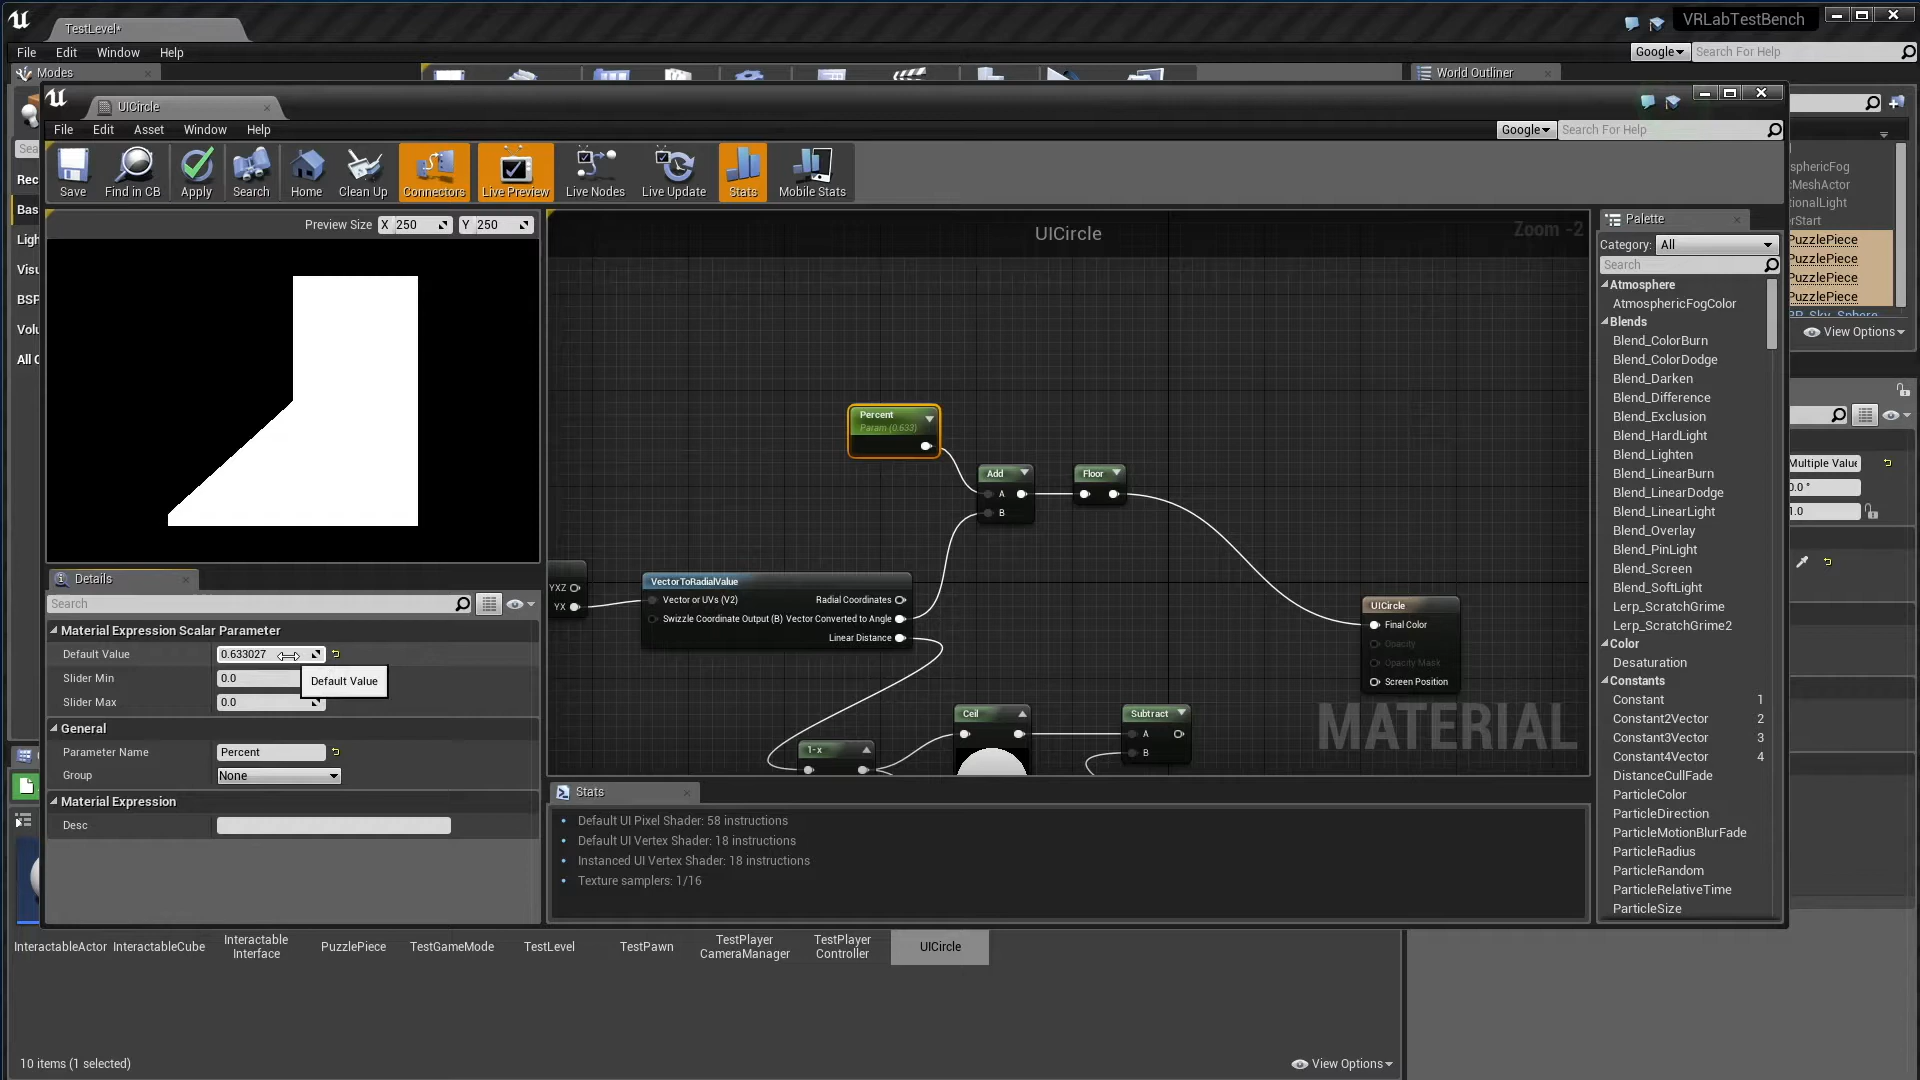 TestLevel*
VRLabTestBench
File Edit Window Help
Google Search For Help
Modes
World Outliner
UICircle
File Edit Asset Window Help
Google Search For Help
Save Find in CB Apply Search Home Clean Up Connectors Live Preview Live Nodes Live Update Stats Mobile Stats
Preview Size X 250 Y 250
UICircle
Zoom -2
Percent
Param (0.633)
Add
A
B
Floor
YXZ
YX
VectorToRadialValue
Vector or UVs (V2) Radial Coordinates
Swizzle Coordinate Output (B) Vector Converted to Angle
Linear Distance
UICircle
Final Color
Opacity
Opacity Mask
Screen Position
1-x
Ceil
Subtract
A
B
MATERIAL
Details
Search
Material Expression Scalar Parameter
Default Value 0.633027
Slider Min 0.0
Default Value
Slider Max 0.0
General
Parameter Name Percent
Group None
Material Expression
Desc
Stats
Default UI Pixel Shader: 58 instructions
Default UI Vertex Shader: 18 instructions
Instanced UI Vertex Shader: 18 instructions
Texture samplers: 1/16
Palette
Category: All
Search
Atmosphere
AtmosphericFogColor
Blends
Blend_ColorBurn
Blend_ColorDodge
Blend_Darken
Blend_Difference
Blend_Exclusion
Blend_HardLight
Blend_Lighten
Blend_LinearBurn
Blend_LinearDodge
Blend_LinearLight
Blend_Overlay
Blend_PinLight
Blend_Screen
Blend_SoftLight
Lerp_ScratchGrime
Lerp_ScratchGrime2
Color
Desaturation
Constants
Constant 1
Constant2Vector 2
Constant3Vector 3
Constant4Vector 4
DistanceCullFade
ParticleColor
ParticleDirection
ParticleMotionBlurFade
ParticleRadius
ParticleRandom
ParticleRelativeTime
ParticleSize
Sea
Rec
Bas
Ligh
Visu
BSP
Volu
All C
sphericFog
MeshActor
tionalLight
rStart
PuzzlePiece
PuzzlePiece
PuzzlePiece
PuzzlePiece
View Options
Multiple Value
0.0 °
1.0
InteractableActor InteractableCube Interactable Interface PuzzlePiece TestGameMode TestLevel TestPawn TestPlayer CameraManager TestPlayer Controller UICircle
10 items (1 selected)
View Options